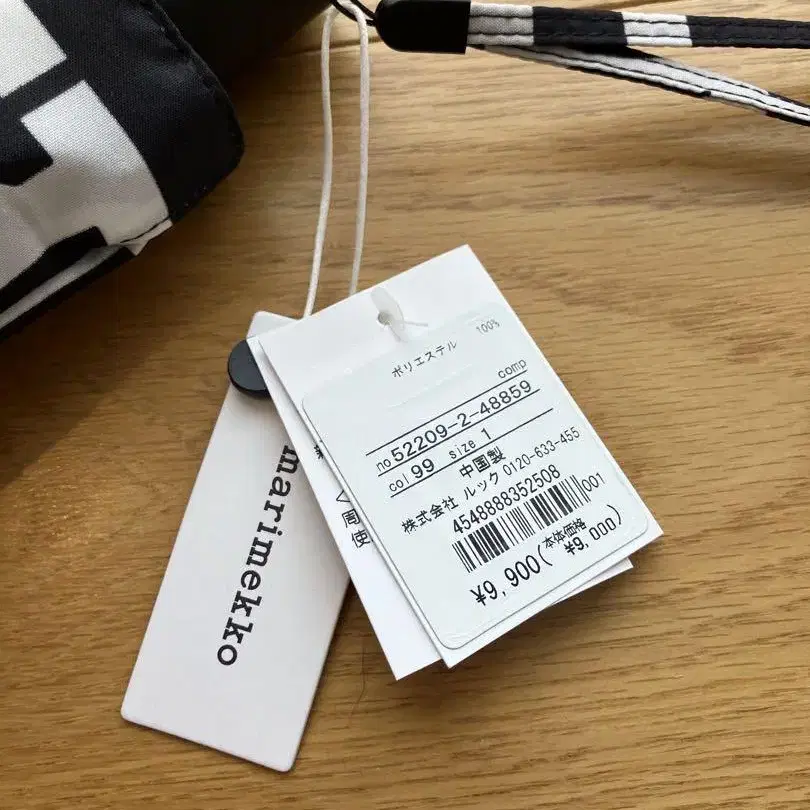 marimekko
周
使
ポリエステル 100%
comp
no 52209-2-48859
col 99 size 1
中国製
株式会社 ルック 0120-633-455
4548888352508
001
¥9,900(本体価格 ¥9,000)